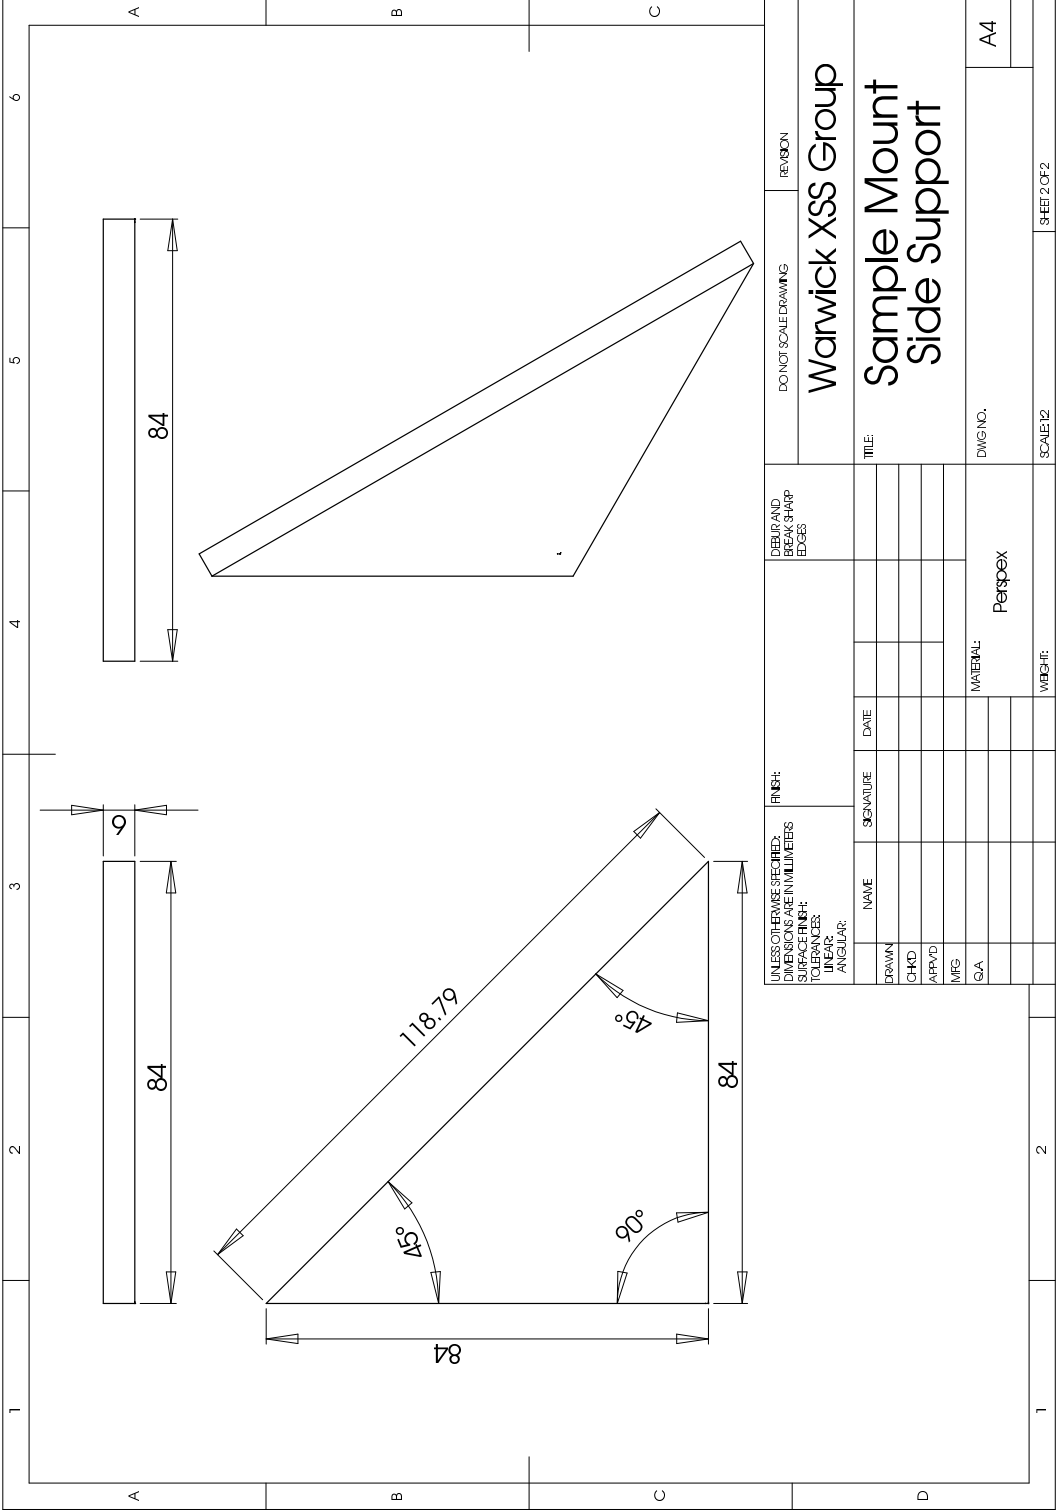 1
2
3
4
5
6
A
A
84
6
84
B
B
84
45°
118.79
90°
45°
84
C
C
D
UNLESS OTHERWISE SPECIFIED:
DIMENSIONS ARE IN MILLIMETERS
SURFACE FINISH:
TOLERANCES:
LINEAR:
ANGULAR:
FINISH:
DEBUR AND
BREAK SHARP
EDGES
DO NOT SCALE DRAWING
REVISION
Warwick XSS Group
NAME
SIGNATURE
DATE
DRAWN
CHK'D
APPV'D
MFG
Q.A
TITLE:
Sample Mount
Side Support
MATERIAL:
Perspex
DWG NO.
A4
WEIGHT:
SCALE:1:2
SHEET 2 OF 2
1
2